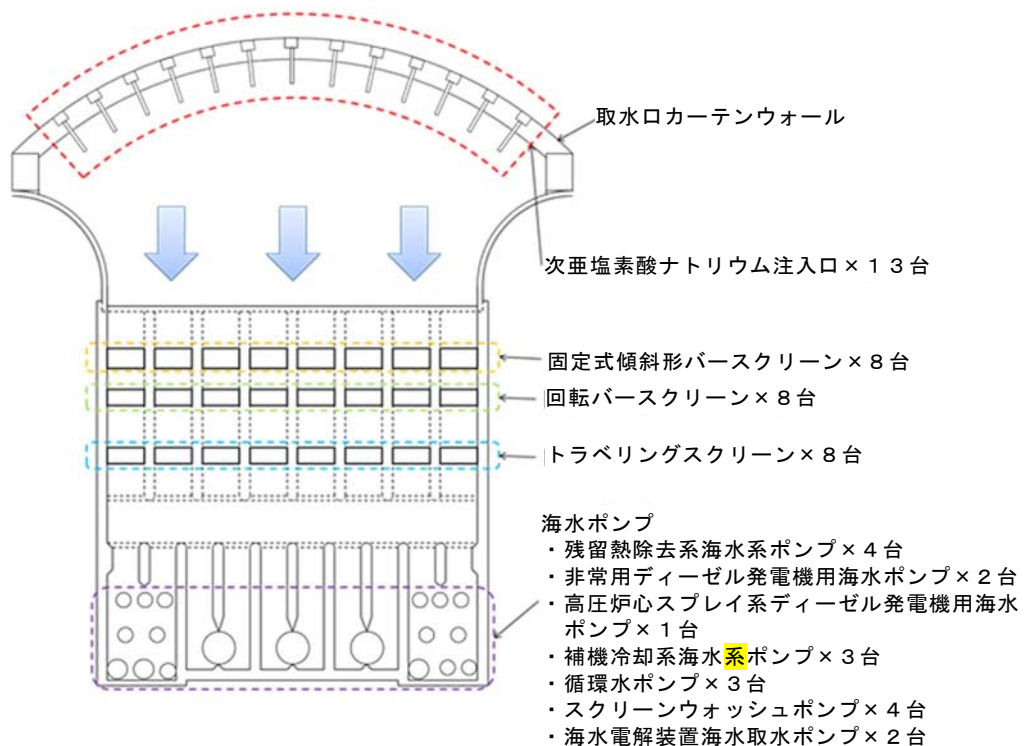 取水口カーテンウォール
次亜塩素酸ナトリウム注入口×１３台
固定式傾斜形バースクリーン×８台
回転バースクリーン×８台
トラベリングスクリーン×８台
海水ポンプ
・残留熱除去系海水系ポンプ×４台
・非常用ディーゼル発電機用海水ポンプ×２台
・高圧炉心スプレイ系ディーゼル発電機用海水
ポンプ×１台
・補機冷却系海水系ポンプ×３台
・循環水ポンプ×３台
・スクリーンウォッシュポンプ×４台
・海水電解装置海水取水ポンプ×２台